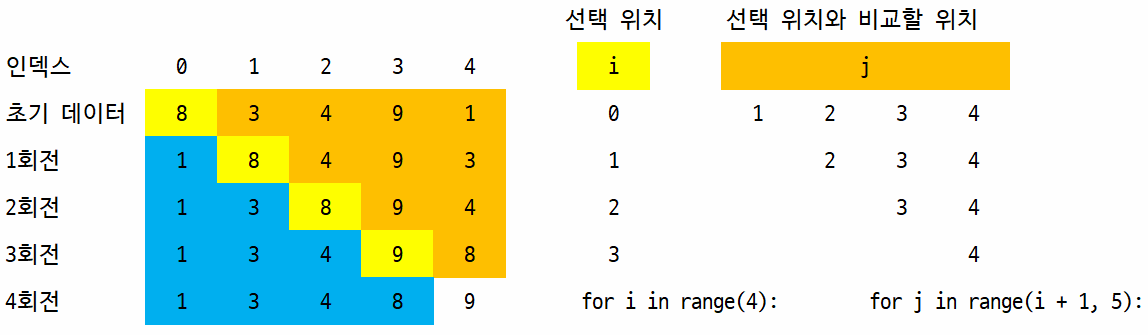 선택 위치 선택 위치와 비교할 위치
인덱스 0 1 2 3 4 i j
초기 데이터 8 3 4 9 1 0 1 2 3 4
1회전 1 8 4 9 3 1 2 3 4
2회전 1 3 8 9 4 2 3 4
3회전 1 3 4 9 8 3 4
4회전 1 3 4 8 9 for i in range(4): for j in range(i + 1, 5):